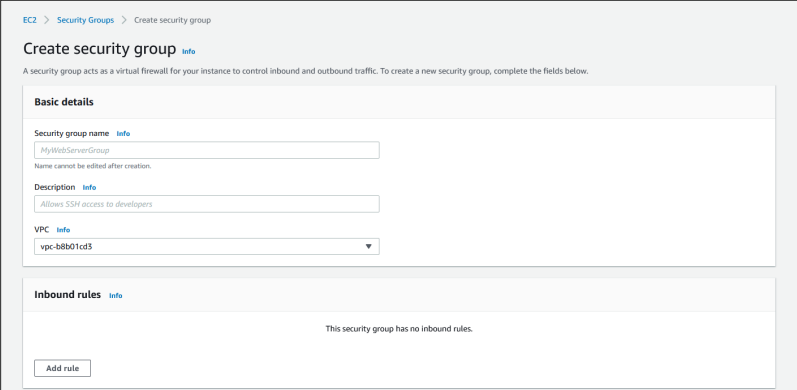 EC2 > Security Groups > Create security group
Create security group Info
A security group acts as a virtual firewall for your instance to control inbound and outbound traffic. To create a new security group, complete the fields below.
Basic details
Security group name Info
MyWebServerGroup
Name cannot be edited after creation.
Description Info
Allows SSH access to developers
VPC Info
vpc-b8b01cd3
Inbound rules Info
This security group has no inbound rules.
Add rule